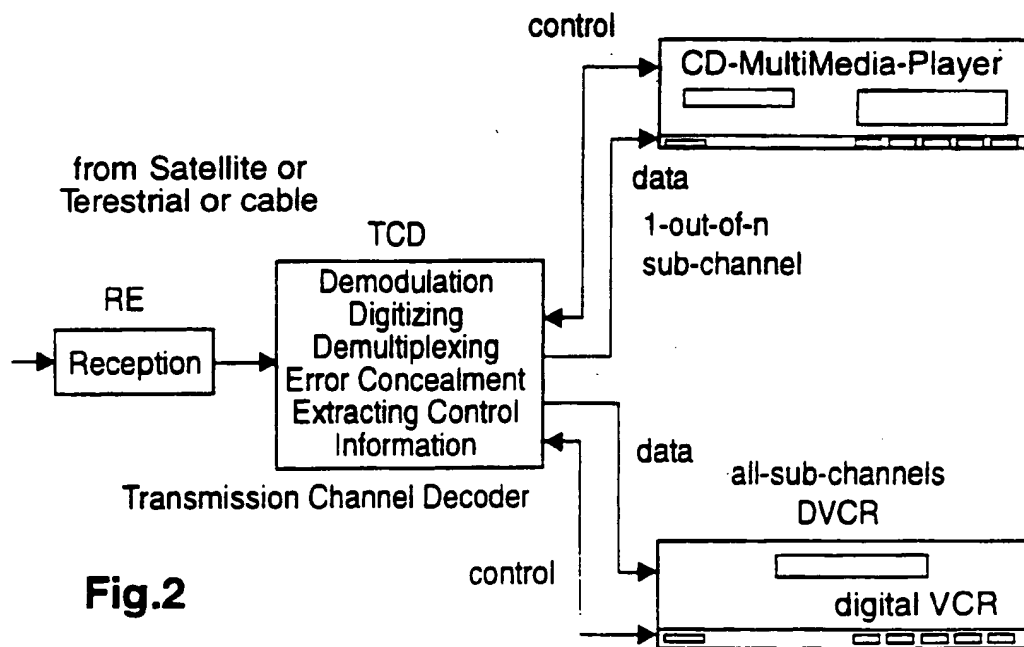 control
CD-MultiMedia-Player
from Satellite or
Terestrial or cable
data
1-out-of-n
sub-channel
TCD
RE
Reception
Demodulation
Digitizing
Demultiplexing
Error Concealment
Extracting Control
Information
Transmission Channel Decoder
data
all-sub-channels
DVCR
control
digital VCR
Fig.2